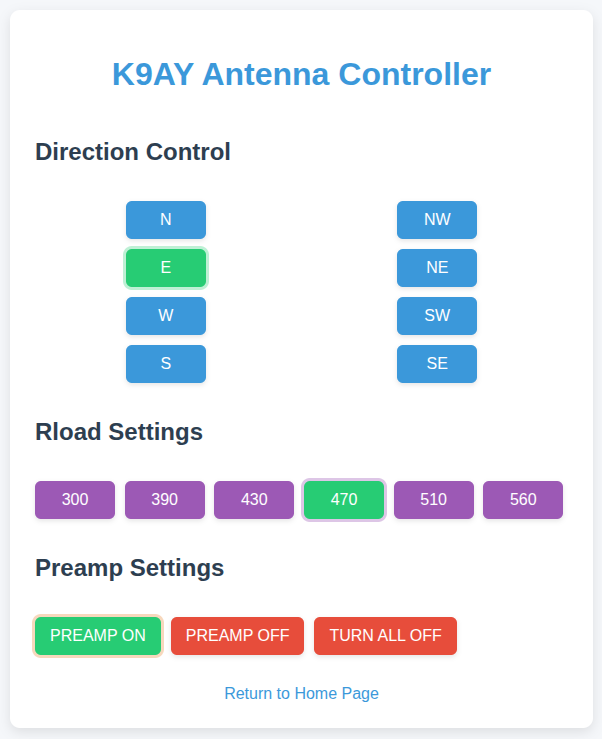 K9AY Antenna Controller
Direction Control
N NW
E NE
W SW
S SE
Rload Settings
300 390 430 470 510 560
Preamp Settings
PREAMP ON PREAMP OFF TURN ALL OFF
Return to Home Page